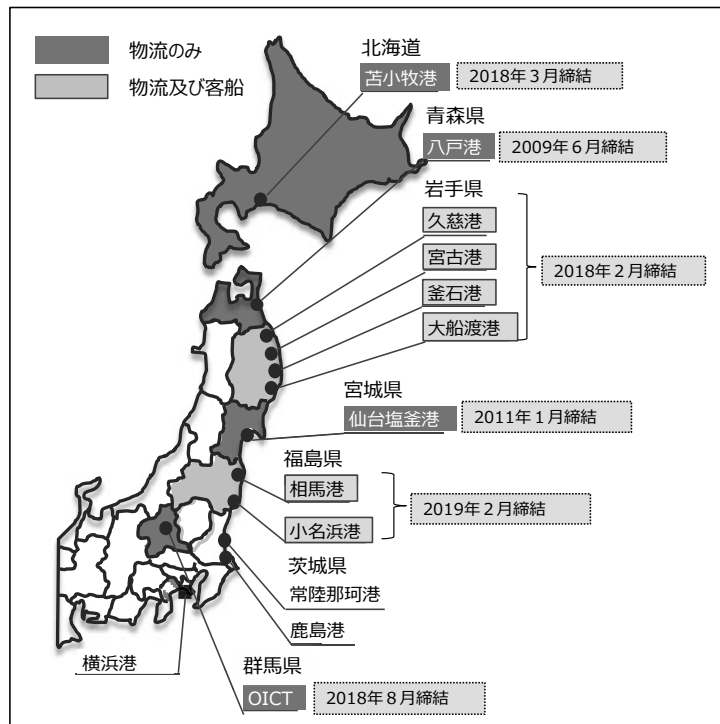 物流のみ
物流及び客船
北海道
苫小牧港
2018年3月締結
青森県
八戸港
2009年6月締結
岩手県
久慈港
宮古港
釜石港
大船渡港
2018年2月締結
宮城県
仙台塩釜港
2011年1月締結
福島県
相馬港
小名浜港
2019年2月締結
茨城県
常陸那珂港
鹿島港
横浜港
群馬県
OICT
2018年8月締結